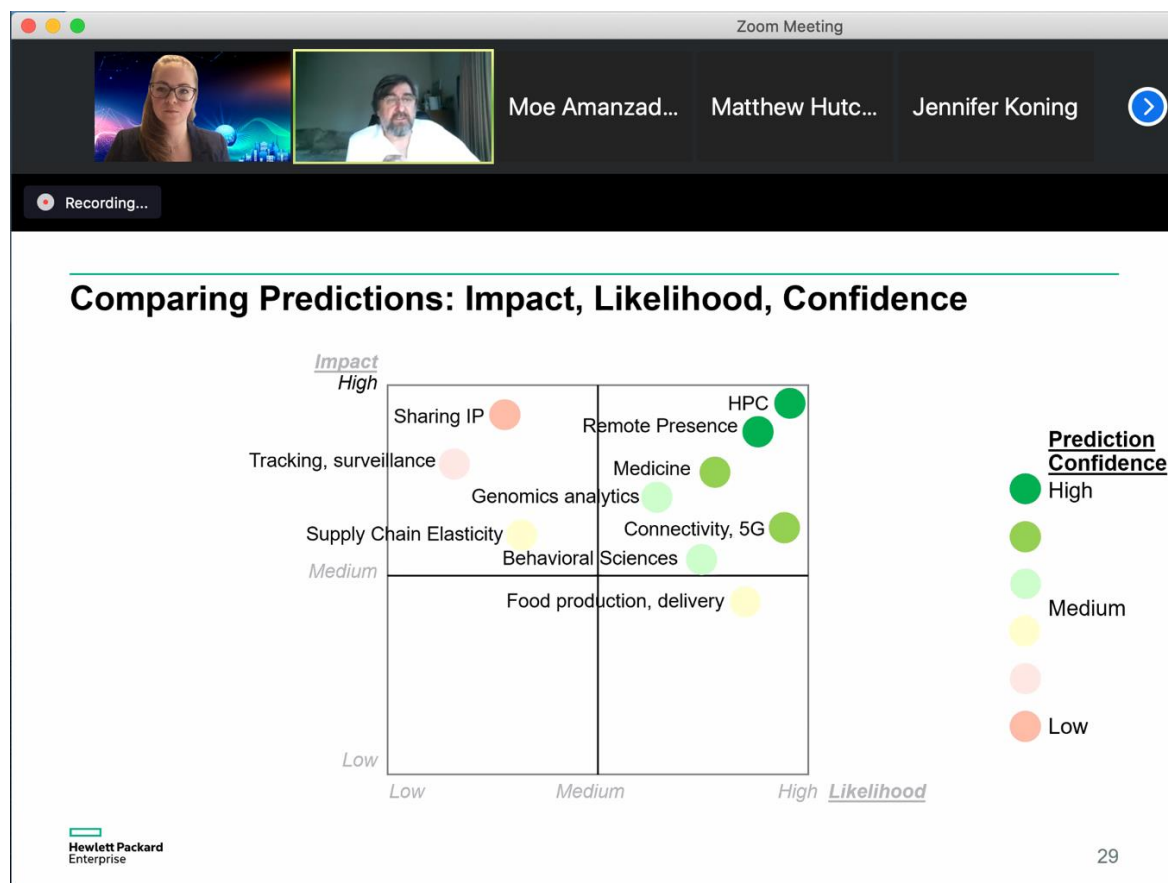 Zoom Meeting
Moe Amanzad...
Matthew Hutc...
Jennifer Koning
Recording...
Comparing Predictions: Impact, Likelihood, Confidence
Impact
High
HPC
Sharing IP
Remote Presence
Tracking, surveillance
Medicine
Genomics analytics
Supply Chain Elasticity
Connectivity, 5G
Behavioral Sciences
Medium
Food production, delivery
Low
Low
Medium
High
Likelihood
Prediction
Confidence
High
Medium
Low
Hewlett Packard
Enterprise
29